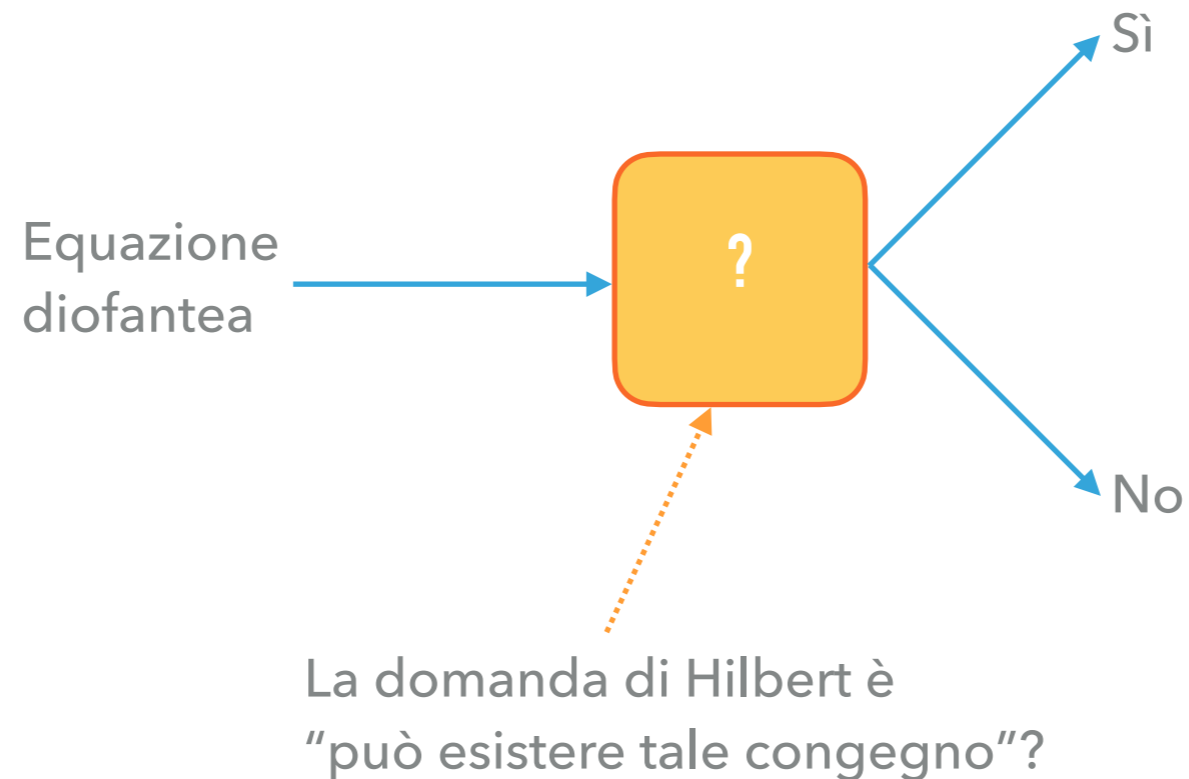 Sì
Equazione
diofantea
?
No
La domanda di Hilbert è
"può esistere tale congegno"?